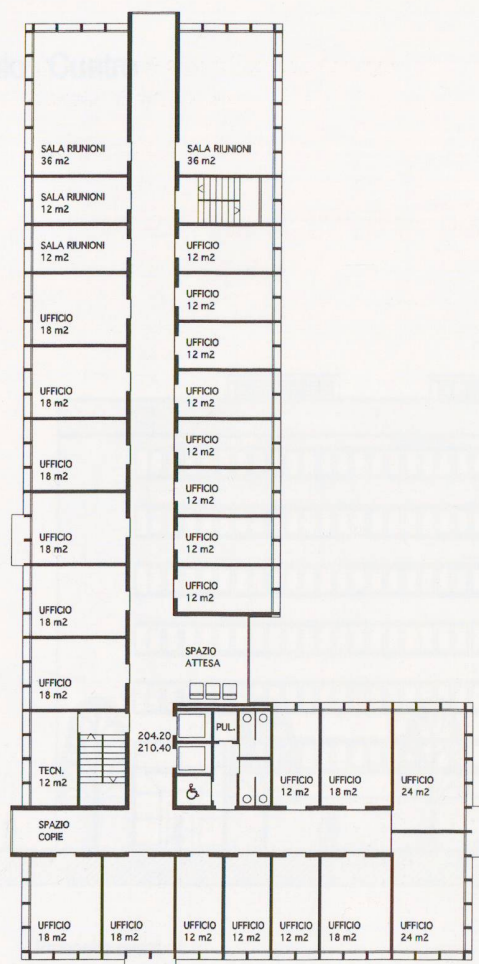 SALA RIUNIONI
36 m2
SALA RIUNIONI
12 m2
SALA RIUNIONI
12 m2
UFFICIO
18 m2
UFFICIO
18 m2
UFFICIO
18 m2
UFFICIO
18 m2
UFFICIO
18 m2
UFFICIO
18 m2
TECN.
12 m2
SPAZIO
COPIE
SALA RIUNIONI
36 m2
UFFICIO
12 m2
UFFICIO
12 m2
UFFICIO
12 m2
UFFICIO
12 m2
UFFICIO
12 m2
UFFICIO
12 m2
UFFICIO
12 m2
UFFICIO
12 m2
SPAZIO
ATTESA
204.20
210.40
PUL.
UFFICIO
12 m2
UFFICIO
18 m2
UFFICIO
24 m2
UFFICIO
18 m2
UFFICIO
18 m2
UFFICIO
12 m2
UFFICIO
12 m2
UFFICIO
12 m2
UFFICIO
18 m2
UFFICIO
24 m2